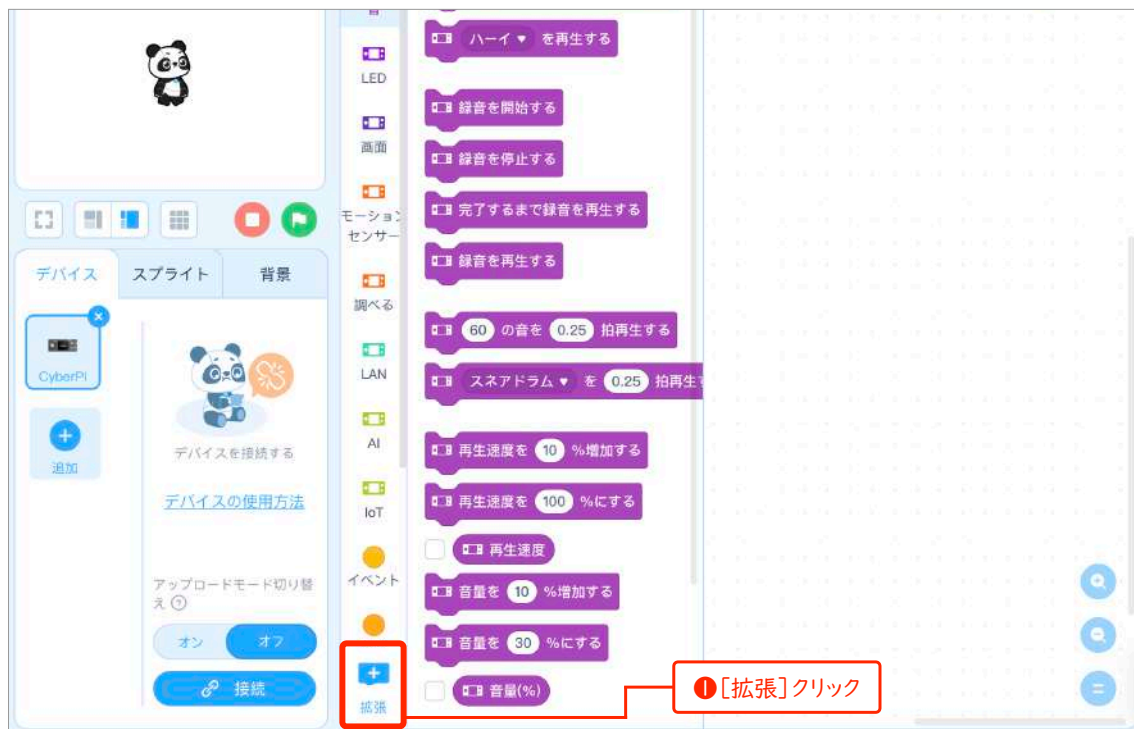 デバイス
スプライト
背景
CyberPi
追加
デバイスを接続する
デバイスの使用方法
アップロードモード切り替
え ?
オン
オフ
接続
LED
画面
モーション
センサー
調べる
LAN
AI
IoT
イベント
拡張
ハーイ ▼ を再生する
録音を開始する
録音を停止する
完了するまで録音を再生する
録音を再生する
60 の音を 0.25 拍再生する
スネアドラム ▼ を 0.25 拍再生
再生速度を 10 %増加する
再生速度を 100 %にする
再生速度
音量を 10 %増加する
音量を 30 %にする
音量(%)
❶[拡張]クリック